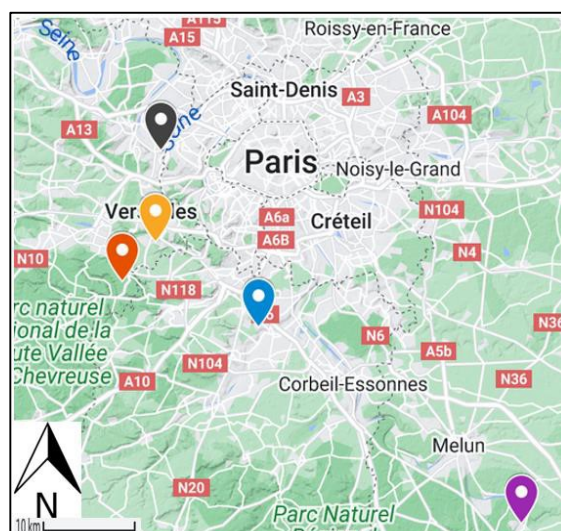 A115
Roissy-en-France
A15
Seine
Saint-Denis
A3
A104
A13
Paris
Noisy-le-Grand
N104
A6a
Créteil
A6B
N4
N10
N118
rc naturel
ional de la
ute Vallée
Chevreuse
N6
N36
N104
A5b
A10
N36
Corbeil-Essonnes
Melun
N20
N
Parc Naturel
10 km